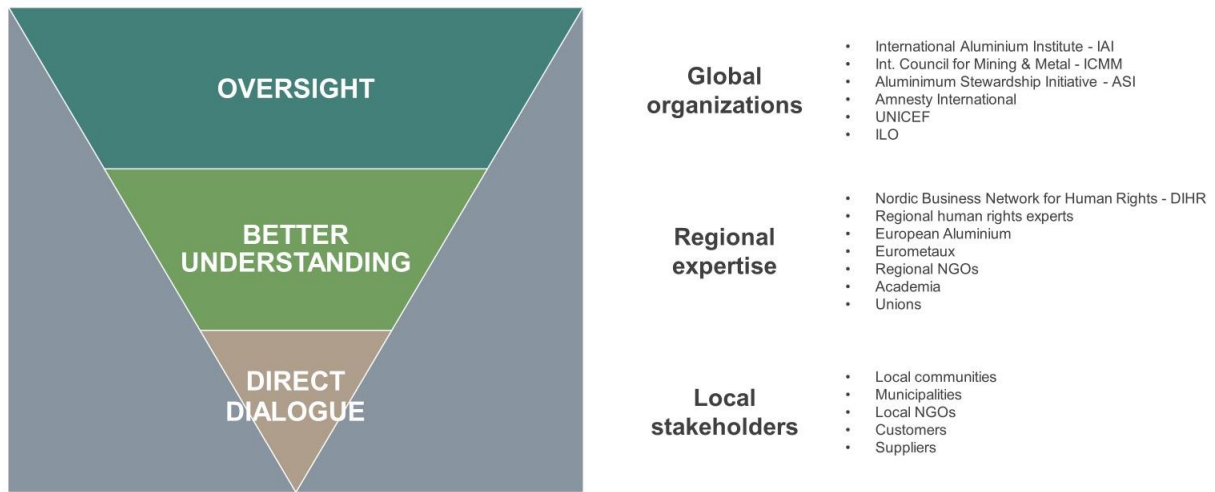 OVERSIGHT
Global
organizations
• International Aluminium Institute - IAI
• Int. Council for Mining & Metal - ICMM
• Aluminimum Stewardship Initiative - ASI
• Amnesty International
• UNICEF
• ILO
BETTER
UNDERSTANDING
Regional
expertise
• Nordic Business Network for Human Rights - DIHR
• Regional human rights experts
• European Aluminium
• Eurometaux
• Regional NGOs
• Academia
• Unions
DIRECT
DIALOGUE
Local
stakeholders
• Local communities
• Municipalities
• Local NGOs
• Customers
• Suppliers